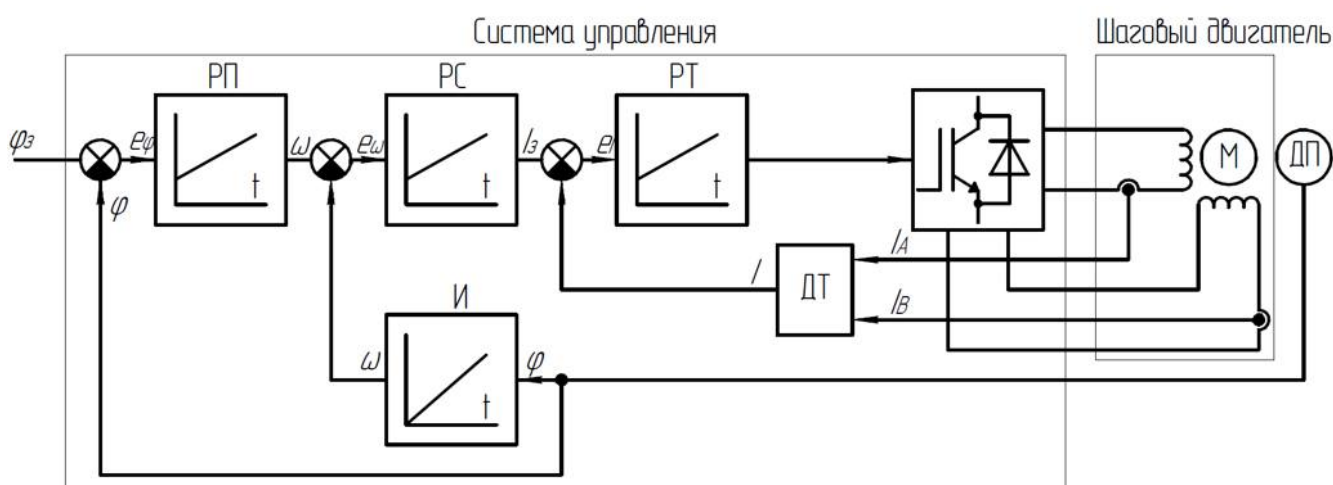 Система управления
Шаговый двигатель
РП
РС
РТ
φз
eφ
ω
eω
Iз
eI
t
t
t
М
ДП
φ
I
ДТ
IA
IB
И
ω
φ
t